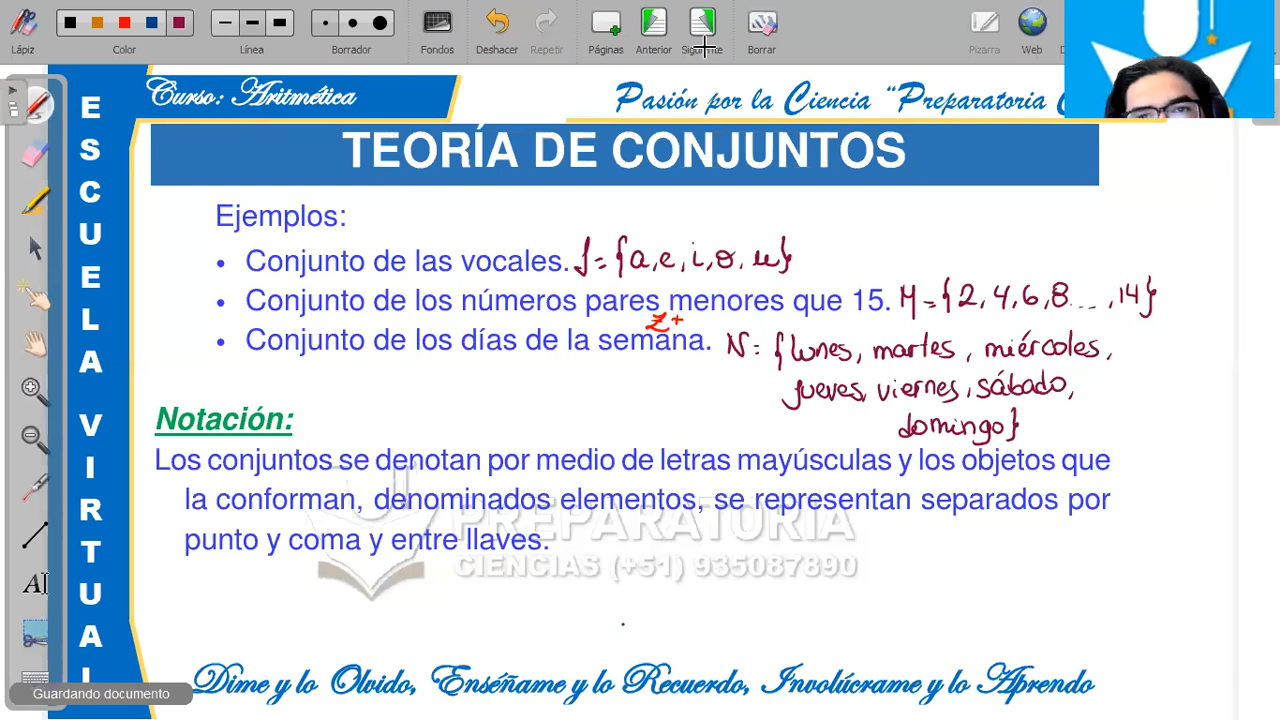 Lápiz Color Línea Borrador Fondos Deshacer Repetir Páginas Anterior Siguiente Borrar Pizarra Web
Curso: Aritmética
Pasión por la Ciencia “Preparatoria
TEORÍA DE CONJUNTOS
Ejemplos:
• Conjunto de las vocales. = {a, e, i, o, u}
• Conjunto de los números pares menores que 15. M = {2, 4, 6, 8... , 14}
Z+
• Conjunto de los días de la semana. N = {lunes, martes, miércoles,
jueves, viernes, sábado,
domingo}
Notación:
Los conjuntos se denotan por medio de letras mayúsculas y los objetos que
la conforman, denominados elementos, se representan separados por
punto y coma y entre llaves.
PREPARATORIA
CIENCIAS (+51) 935087890
Dime y lo Olvido, Enséñame y lo Recuerdo, Involúcrame y lo Aprendo
ESCUELA VIRTUAL
Guardando documento